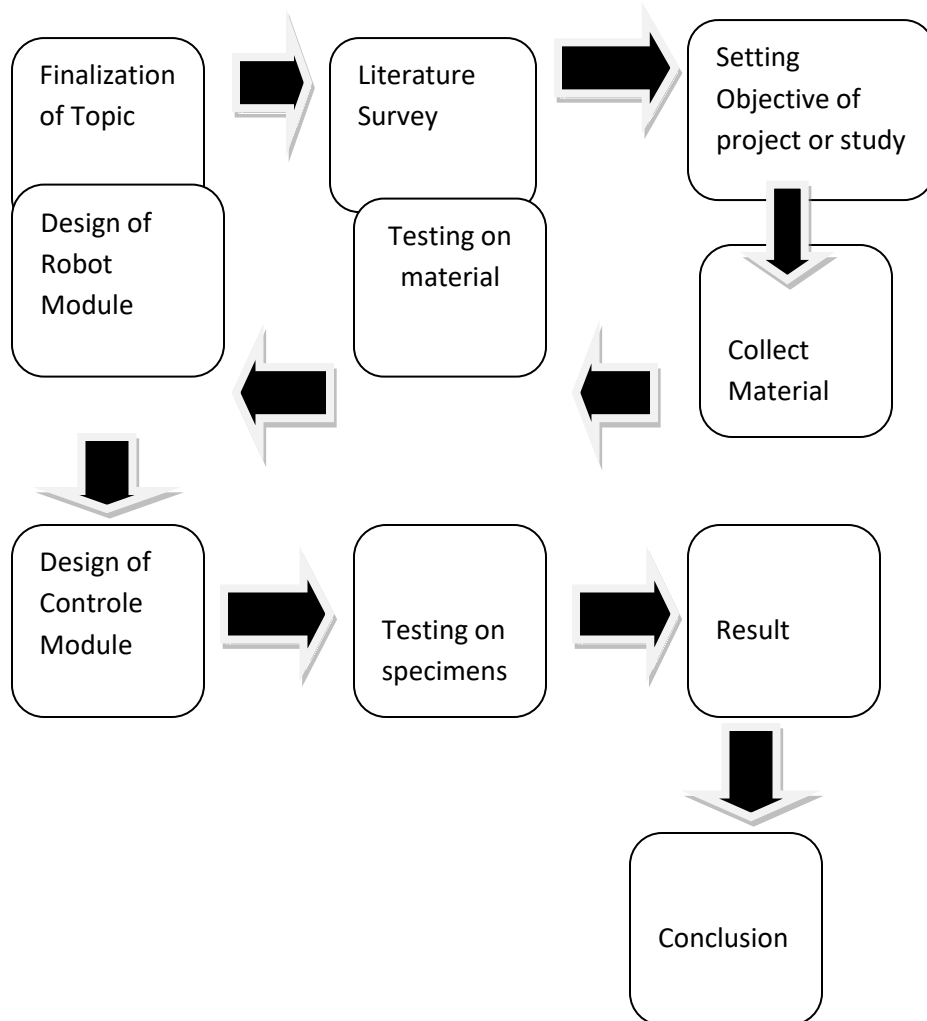 Finalization
of Topic
Literature
Survey
Setting
Objective of
project or study
Design of
Robot
Module
Testing on
material
Collect
Material
Design of
Controle
Module
Testing on
specimens
Result
Conclusion